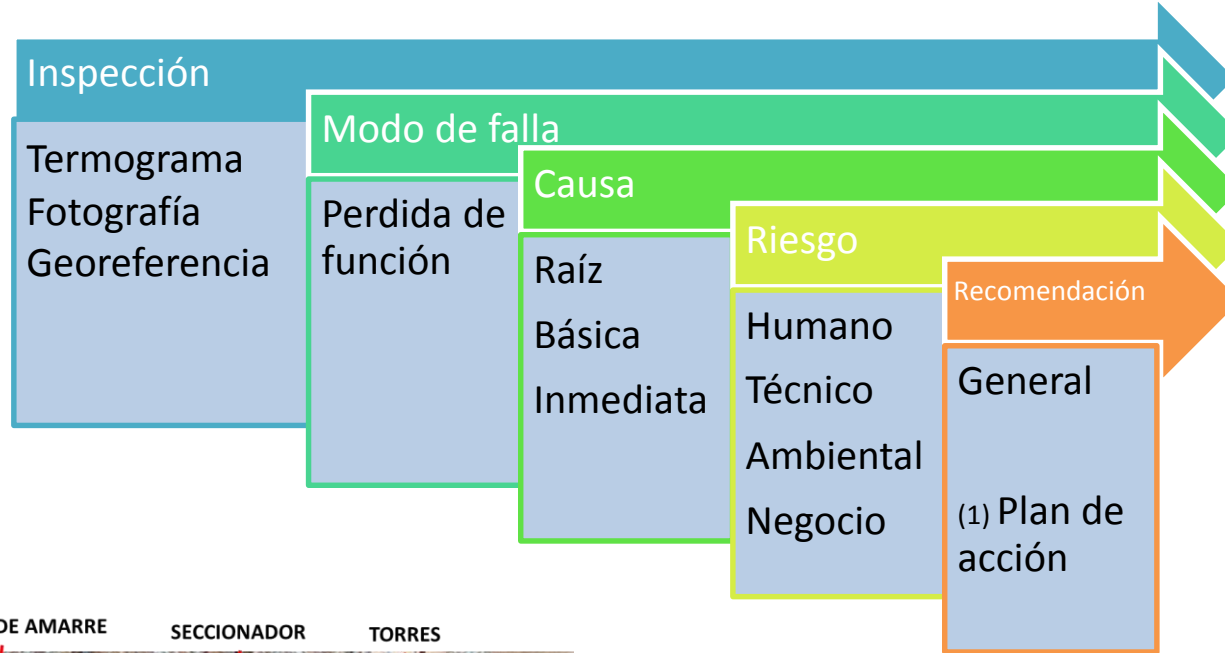 Inspección
Termograma
Fotografía
Georeferencia
Modo de falla
Perdida de
función
Causa
Raíz
Básica
Inmediata
Riesgo
Humano
Técnico
Ambiental
Negocio
Recomendación
General
(1) Plan de
acción
DE AMARRE
SECCIONADOR
TORRES